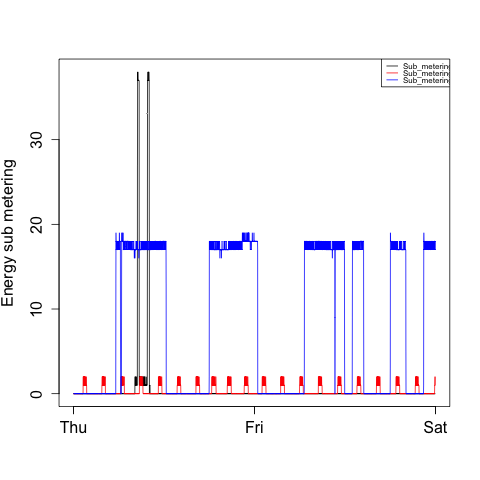 Energy sub metering
0
10
20
30
Thu
Fri
Sat
Sub_metering
Sub_metering
Sub_metering